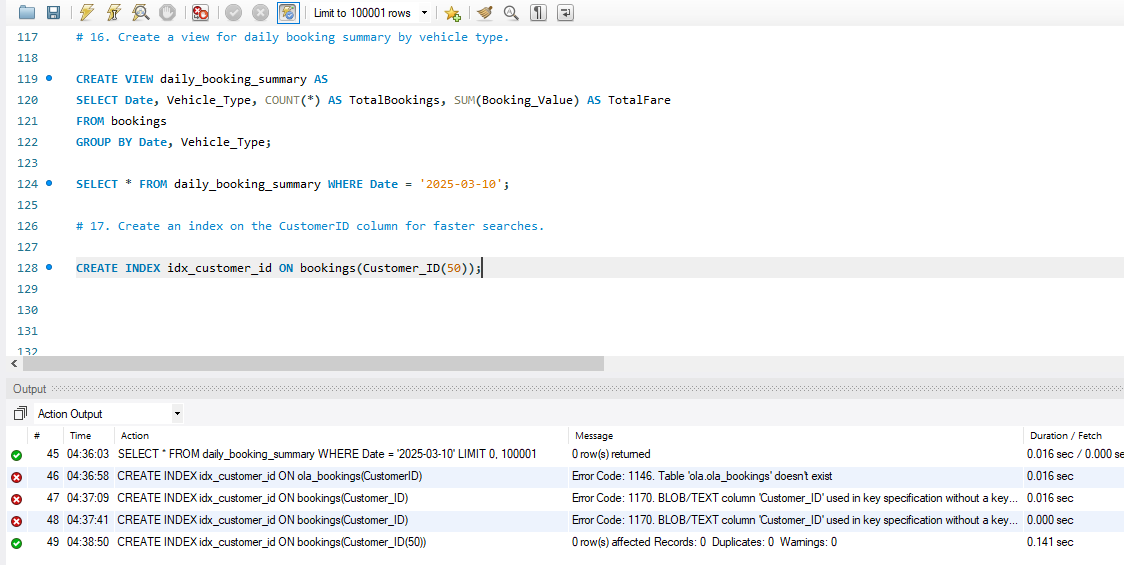 Limit to 100001 rows
117 # 16. Create a view for daily booking summary by vehicle type.
118
119 CREATE VIEW daily_booking_summary AS
120 SELECT Date, Vehicle_Type, COUNT(*) AS TotalBookings, SUM(Booking_Value) AS TotalFare
121 FROM bookings
122 GROUP BY Date, Vehicle_Type;
123
124 SELECT * FROM daily_booking_summary WHERE Date = '2025-03-10';
125
126 # 17. Create an index on the CustomerID column for faster searches.
127
128 CREATE INDEX idx_customer_id ON bookings(Customer_ID(50));
129
130
131
132
Output
Action Output
# Time Action Message Duration / Fetch
45 04:36:03 SELECT * FROM daily_booking_summary WHERE Date = '2025-03-10' LIMIT 0, 100001 0 row(s) returned 0.016 sec / 0.000 se
46 04:36:58 CREATE INDEX idx_customer_id ON ola_bookings(CustomerID) Error Code: 1146. Table 'ola.ola_bookings' doesn't exist 0.016 sec
47 04:37:09 CREATE INDEX idx_customer_id ON bookings(Customer_ID) Error Code: 1170. BLOB/TEXT column 'Customer_ID' used in key specification without a key... 0.016 sec
48 04:37:41 CREATE INDEX idx_customer_id ON bookings(Customer_ID) Error Code: 1170. BLOB/TEXT column 'Customer_ID' used in key specification without a key... 0.000 sec
49 04:38:50 CREATE INDEX idx_customer_id ON bookings(Customer_ID(50)) 0 row(s) affected Records: 0 Duplicates: 0 Warnings: 0 0.141 sec